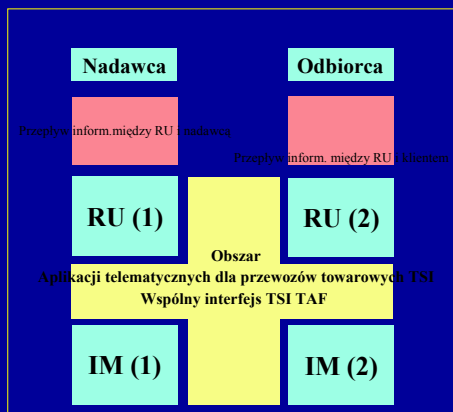 Nadawca
Odbiorca
Przepływ inform.między RU i nadawcą
Przepływ inform. między RU i klientem
RU (1)
RU (2)
Obszar
Aplikacji telematycznych dla przewozów towarowych TSI
Wspólny interfejs TSI TAF
IM (1)
IM (2)